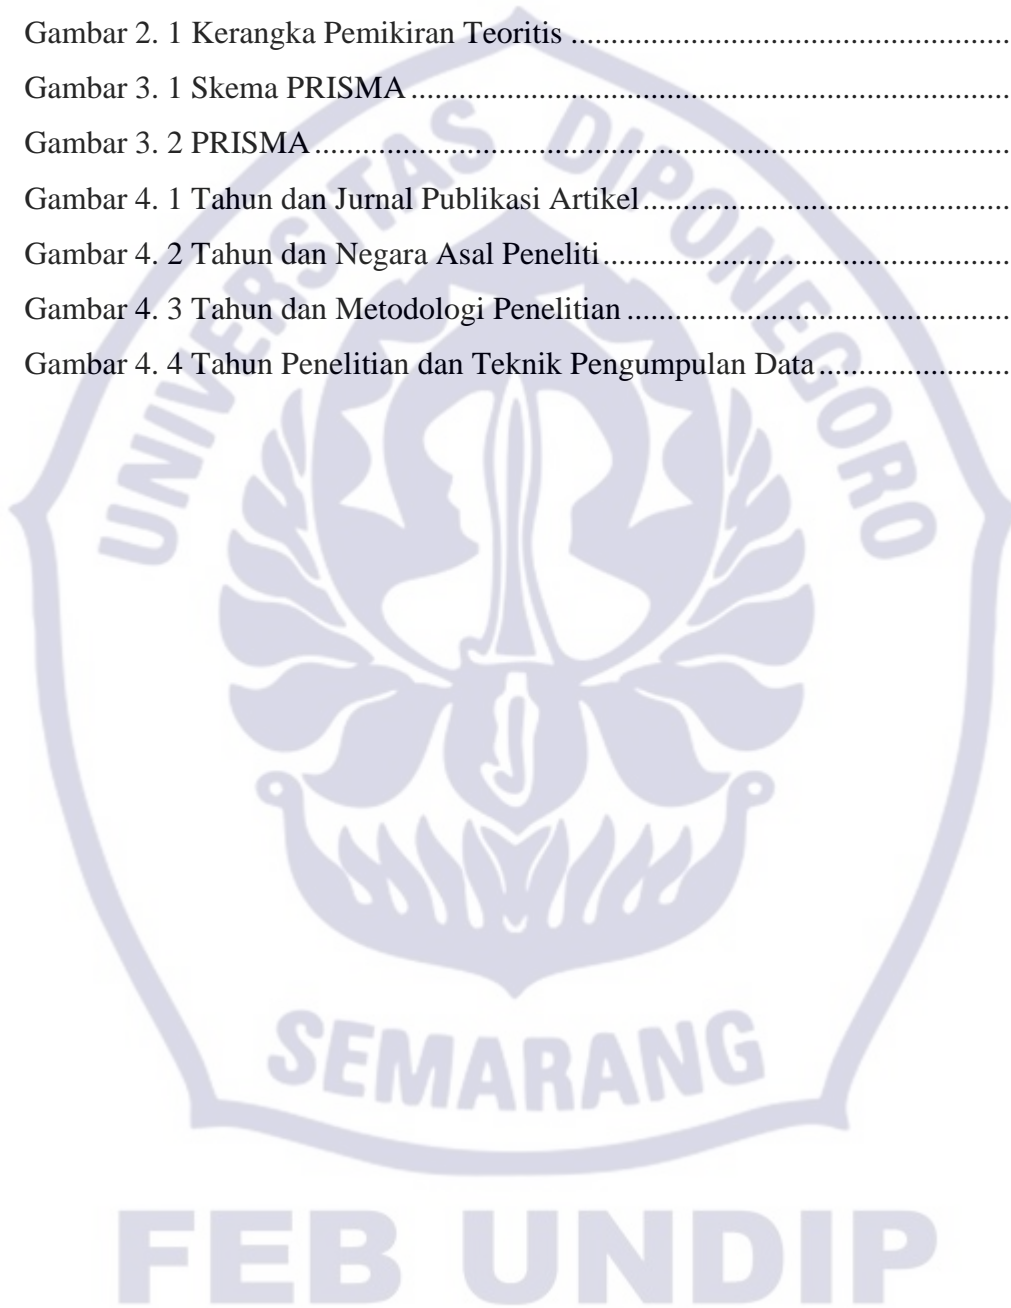 Gambar 2. 1 Kerangka Pemikiran Teoritis .......................................................
Gambar 3. 1 Skema PRISMA ...........................................................................
Gambar 3. 2 PRISMA .......................................................................................
Gambar 4. 1 Tahun dan Jurnal Publikasi Artikel ..............................................
Gambar 4. 2 Tahun dan Negara Asal Peneliti ...................................................
Gambar 4. 3 Tahun dan Metodologi Penelitian ................................................
Gambar 4. 4 Tahun Penelitian dan Teknik Pengumpulan Data ........................
UNIVERSITAS DIPONEGORO
SEMARANG
FEB UNDIP